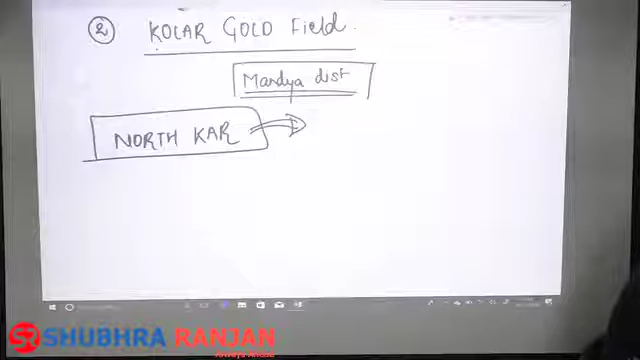 ② KOLAR GOLD Field
Mandya dist
NORTH KAR
SHUBHRA RANJAN